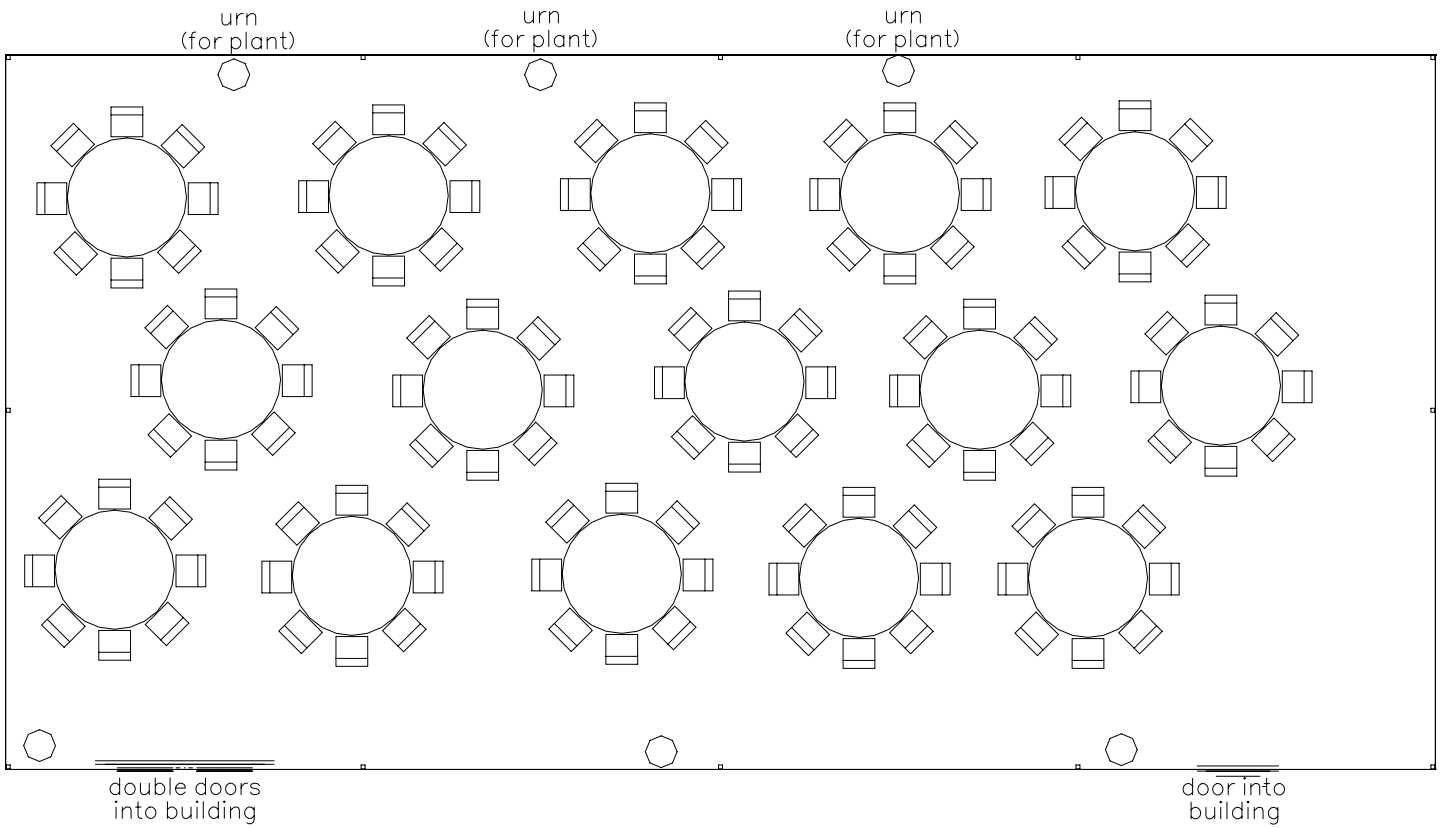 urn
(for plant)
urn
(for plant)
urn
(for plant)
double doors
into building
door into
building